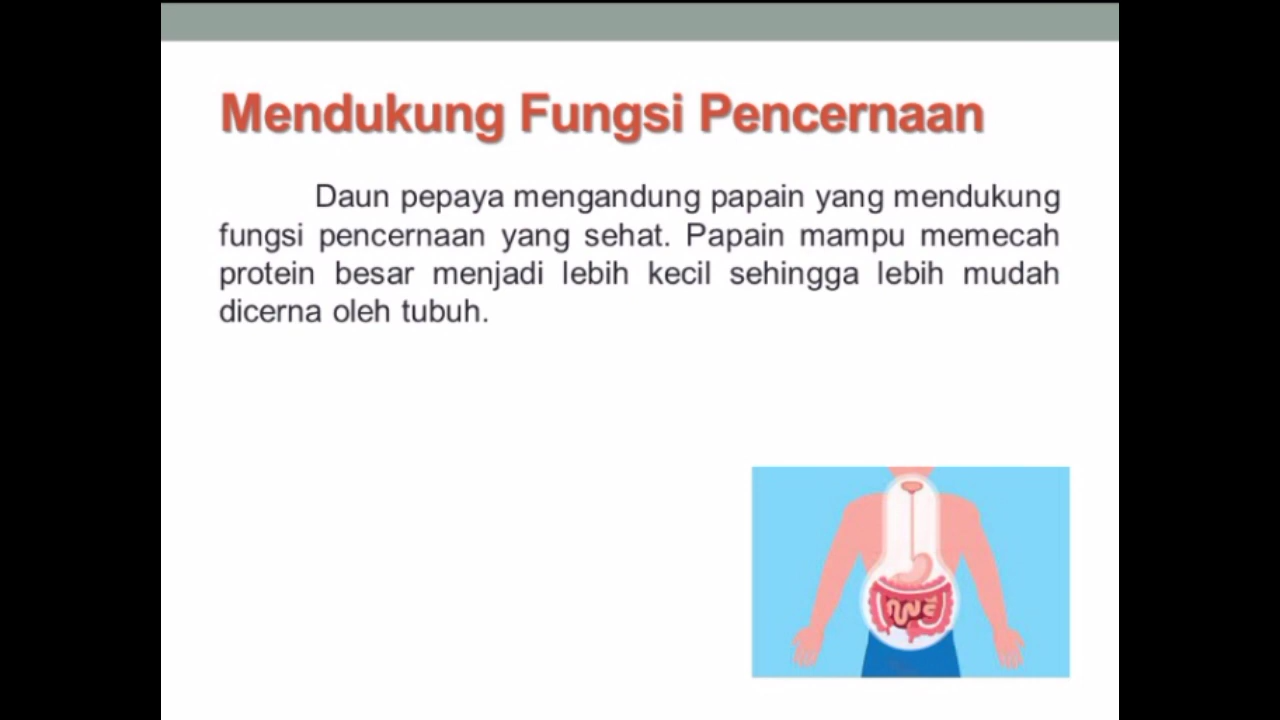 Mendukung Fungsi Pencernaan
Daun pepaya mengandung papain yang mendukung
fungsi pencernaan yang sehat. Papain mampu memecah
protein besar menjadi lebih kecil sehingga lebih mudah
dicerna oleh tubuh.